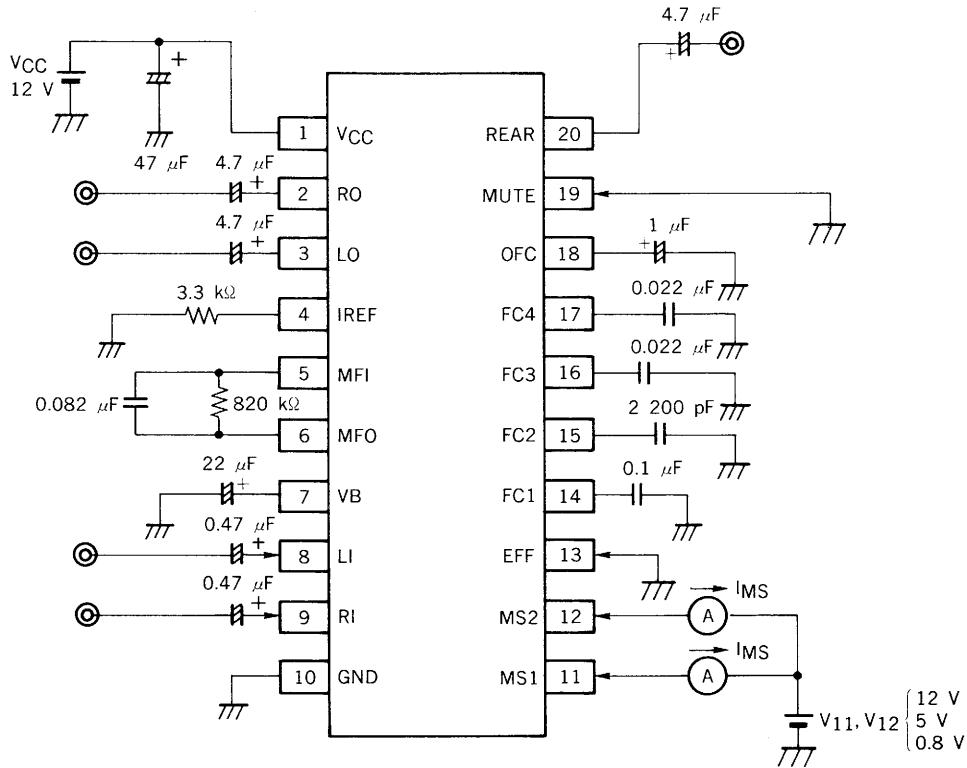 4.7 μF
+
VCC
12 V
+
47 μF
1 VCC
REAR 20
4.7 μF
+
2 RO
MUTE 19
4.7 μF
+
3 LO
OFC 18
1 μF
+
3.3 kΩ
4 IREF
FC4 17
0.022 μF
5 MFI
FC3 16
0.022 μF
0.082 μF
820 kΩ
6 MFO
FC2 15
2 200 pF
22 μF
+
7 VB
FC1 14
0.1 μF
0.47 μF
+
8 LI
EFF 13
0.47 μF
+
9 RI
MS2 12
A
IMS
10 GND
MS1 11
A
IMS
V11, V12
12 V
5 V
0.8 V